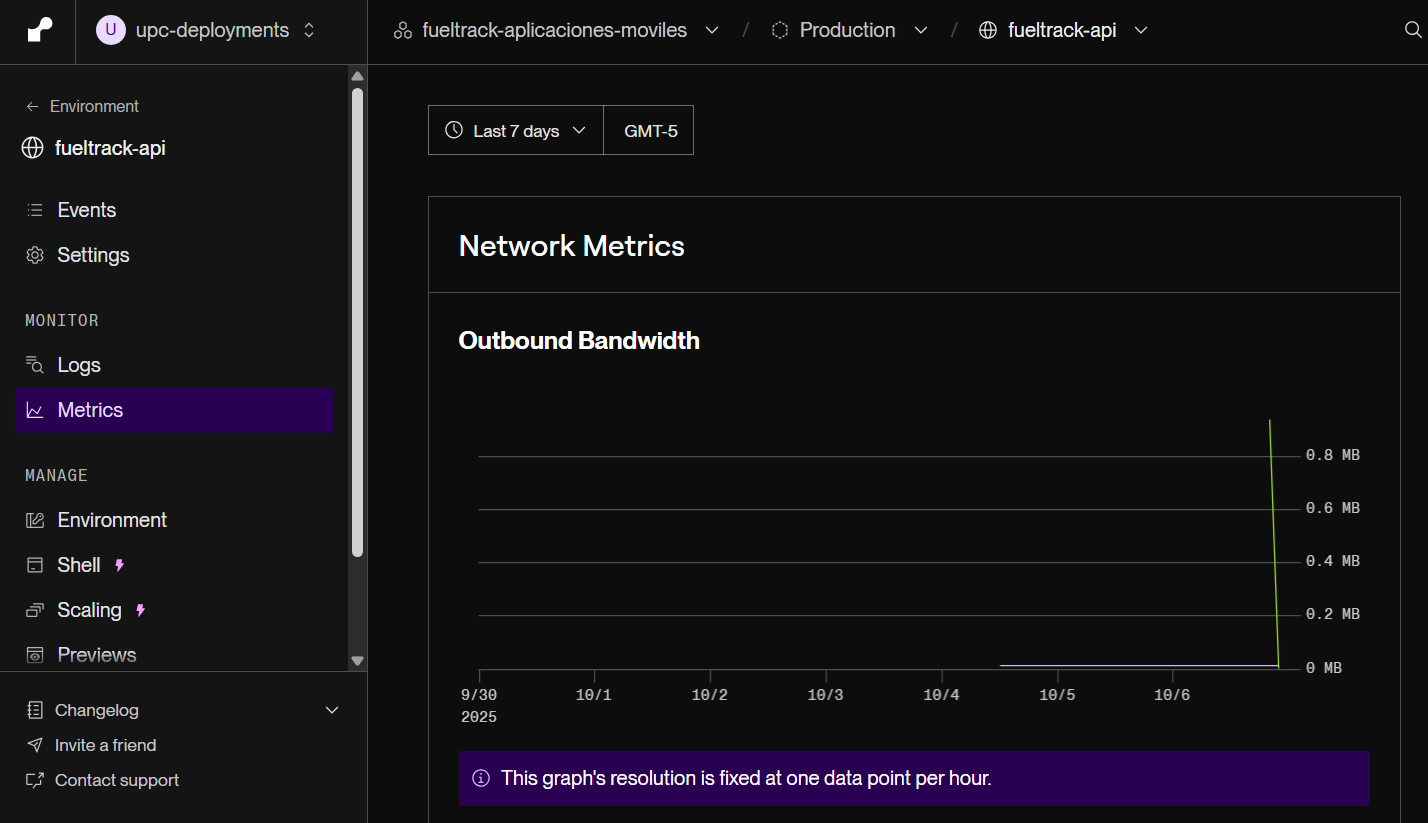 U upc-deployments
fueltrack-aplicaciones-moviles / Production / fueltrack-api
Environment
fueltrack-api
Events
Settings
MONITOR
Logs
Metrics
MANAGE
Environment
Shell
Scaling
Previews
Changelog
Invite a friend
Contact support
Last 7 days
GMT-5
Network Metrics
Outbound Bandwidth
0.8 MB
0.6 MB
0.4 MB
0.2 MB
0 MB
9/30 10/1 10/2 10/3 10/4 10/5 10/6
2025
This graph's resolution is fixed at one data point per hour.